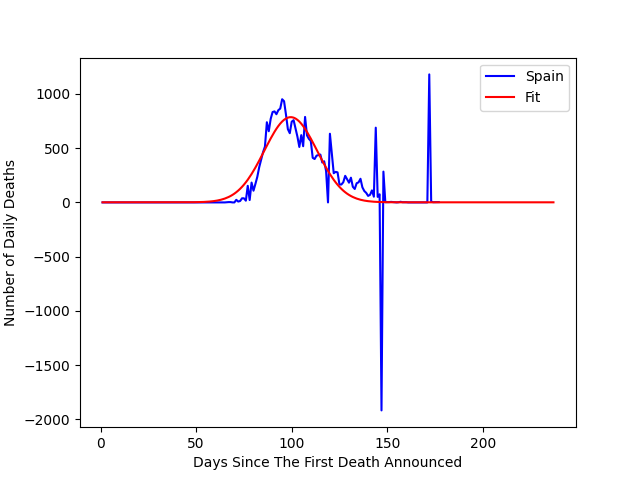 Spain
Fit
1000
500
0
−500
−1000
−1500
−2000
Number of Daily Deaths
0 50 100 150 200
Days Since The First Death Announced